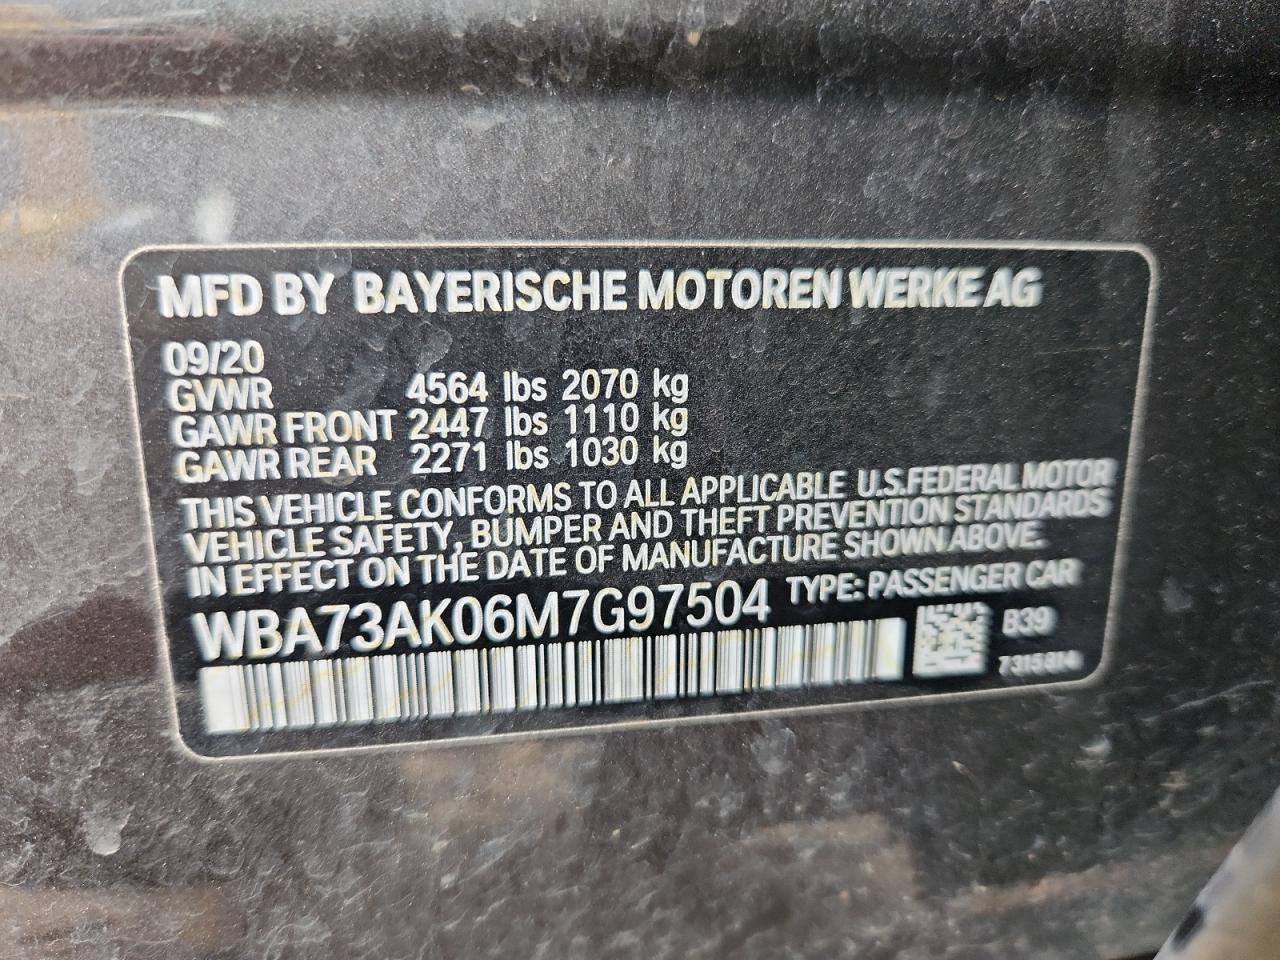 MFD BY BAYERISCHE MOTOREN WERKE AG
09/20
GVWR 4564 lbs 2070 kg
GAWR FRONT 2447 lbs 1110 kg
GAWR REAR 2271 lbs 1030 kg
THIS VEHICLE CONFORMS TO ALL APPLICABLE U.S.FEDERAL MOTOR
VEHICLE SAFETY, BUMPER AND THEFT PREVENTION STANDARDS
IN EFFECT ON THE DATE OF MANUFACTURE SHOWN ABOVE.
WBA73AK06M7G97504 TYPE: PASSENGER CAR
B39
7315814